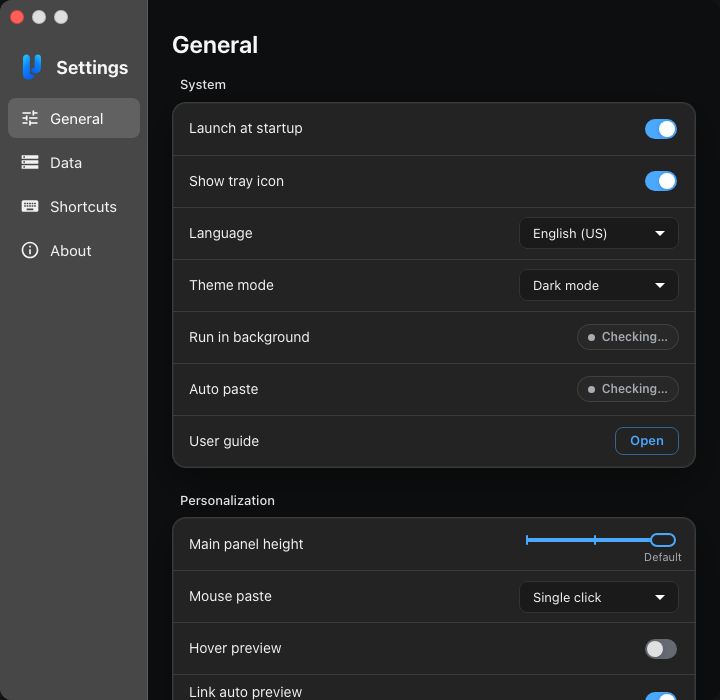 Settings
General
Data
Shortcuts
About
General
System
Launch at startup
Show tray icon
Language
English (US)
Theme mode
Dark mode
Run in background
Checking...
Auto paste
Checking...
User guide
Open
Personalization
Main panel height
Default
Mouse paste
Single click
Hover preview
Link auto preview